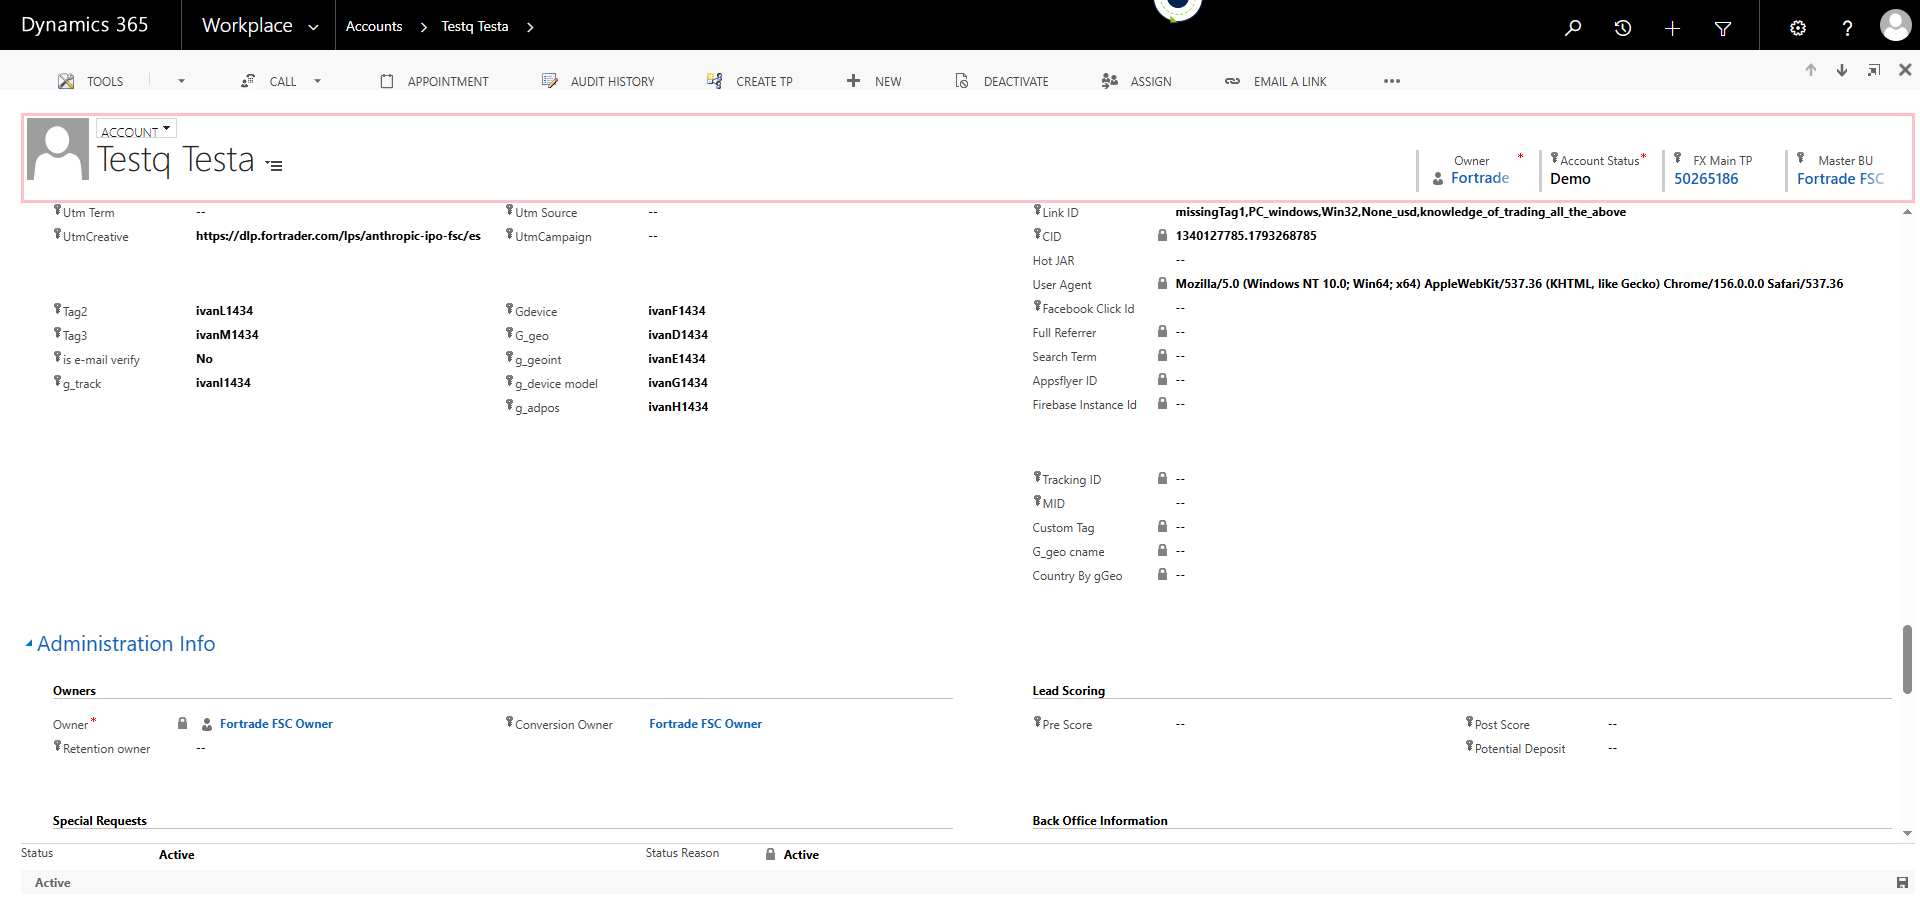 Dynamics 365 Workplace Accounts Testq Testa
TOOLS CALL APPOINTMENT AUDIT HISTORY CREATE TP NEW DEACTIVATE ASSIGN EMAIL A LINK
ACCOUNT
Testq Testa
Owner * Account Status * FX Main TP Master BU
Fortrade Demo 50265186 Fortrade FSC
Utm Term -- Utm Source -- Link ID missingTag1,PC_windows,Win32,None_usd,knowledge_of_trading_all_the_above
UtmCreative https://dlp.fortrader.com/lps/anthropic-ipo-fsc/es UtmCampaign -- CID 1340127785.1793268785
Hot JAR --
User Agent Mozilla/5.0 (Windows NT 10.0; Win64; x64) AppleWebKit/537.36 (KHTML, like Gecko) Chrome/156.0.0.0 Safari/537.36
Tag2 ivanL1434 Gdevice ivanF1434 Facebook Click Id --
Tag3 ivanM1434 G_geo ivanD1434 Full Referrer --
is e-mail verify No g_geoint ivanE1434 Search Term --
g_track ivanI1434 g_device model ivanG1434 Appsflyer ID --
g_adpos ivanH1434 Firebase Instance Id --
Tracking ID --
MID --
Custom Tag --
G_geo cname --
Country By gGeo --
Administration Info
Owners Lead Scoring
Owner * Fortrade FSC Owner Conversion Owner Fortrade FSC Owner Pre Score -- Post Score --
Retention owner -- Potential Deposit --
Special Requests Back Office Information
Status Active Status Reason Active
Active